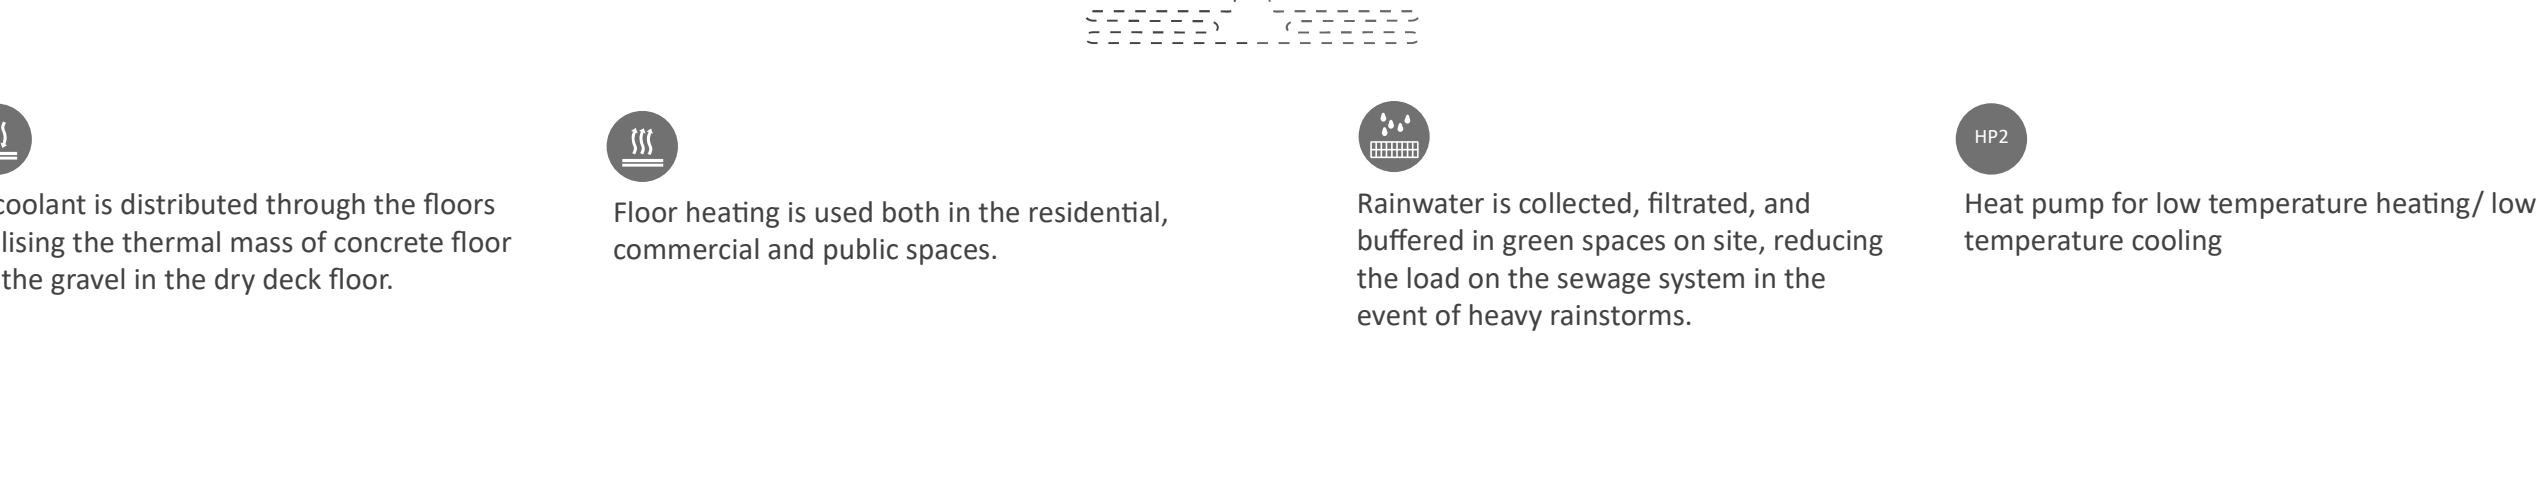 coolant is distributed through the floors
the thermal mass of concrete floor
the gravel in the dry deck floor.
Floor heating is used both in the residential,
commercial and public spaces.
Rainwater is collected, filtrated, and
buffered in green spaces on site, reducing
the load on the sewage system in the
event of heavy rainstorms.
HP2
Heat pump for low temperature heating/ low
temperature cooling